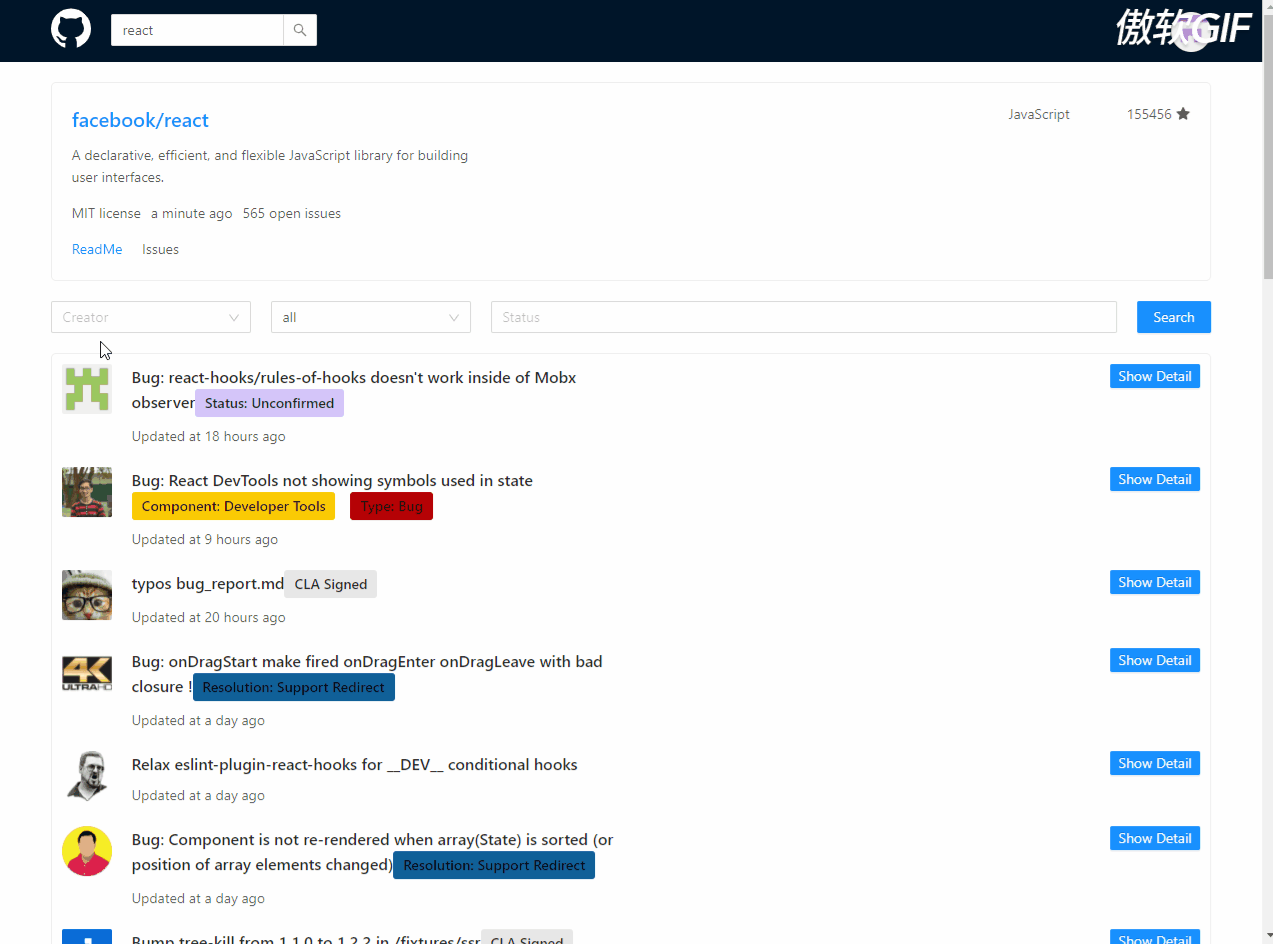 react
傲软GIF
facebook/react
JavaScript 155456
A declarative, efficient, and flexible JavaScript library for building
user interfaces.
MIT license a minute ago 565 open issues
ReadMe Issues
Creator all Status Search
Bug: react-hooks/rules-of-hooks doesn't work inside of Mobx
observer Status: Unconfirmed
Show Detail
Updated at 18 hours ago
Bug: React DevTools not showing symbols used in state
Show Detail
Component: Developer Tools Type: Bug
Updated at 9 hours ago
typos bug_report.md CLA Signed
Show Detail
Updated at 20 hours ago
Bug: onDragStart make fired onDragEnter onDragLeave with bad
closure ! Resolution: Support Redirect
Show Detail
4K
ULTRAHD
Updated at a day ago
Relax eslint-plugin-react-hooks for __DEV__ conditional hooks
Show Detail
Updated at a day ago
Bug: Component is not re-rendered when array(State) is sorted (or
position of array elements changed) Resolution: Support Redirect
Show Detail
Updated at a day ago
Bump tree-kill from 1.1.0 to 1.2.2 in /fixtures/ssr CLA Signed
Show Detail